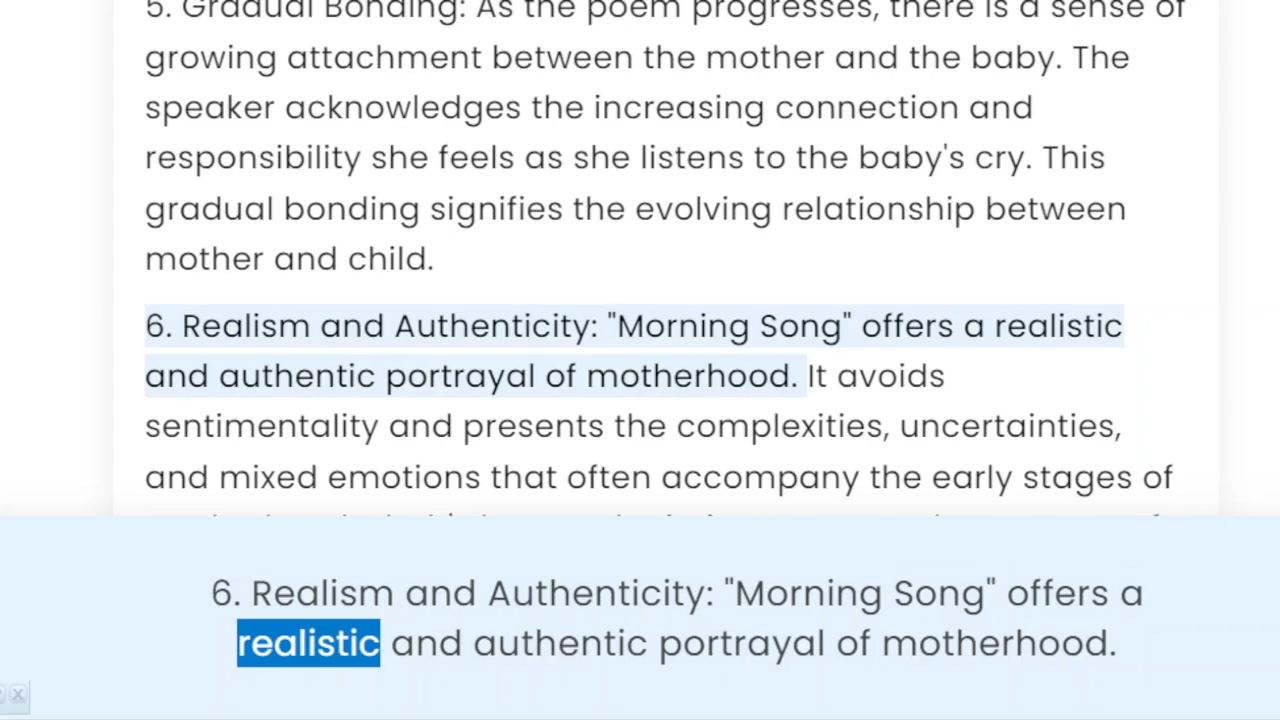 5. Gradual Bonding: As the poem progresses, there is a sense of
growing attachment between the mother and the baby. The
speaker acknowledges the increasing connection and
responsibility she feels as she listens to the baby's cry. This
gradual bonding signifies the evolving relationship between
mother and child.
6. Realism and Authenticity: "Morning Song" offers a realistic
and authentic portrayal of motherhood. It avoids
sentimentality and presents the complexities, uncertainties,
and mixed emotions that often accompany the early stages of
6. Realism and Authenticity: "Morning Song" offers a
realistic and authentic portrayal of motherhood.